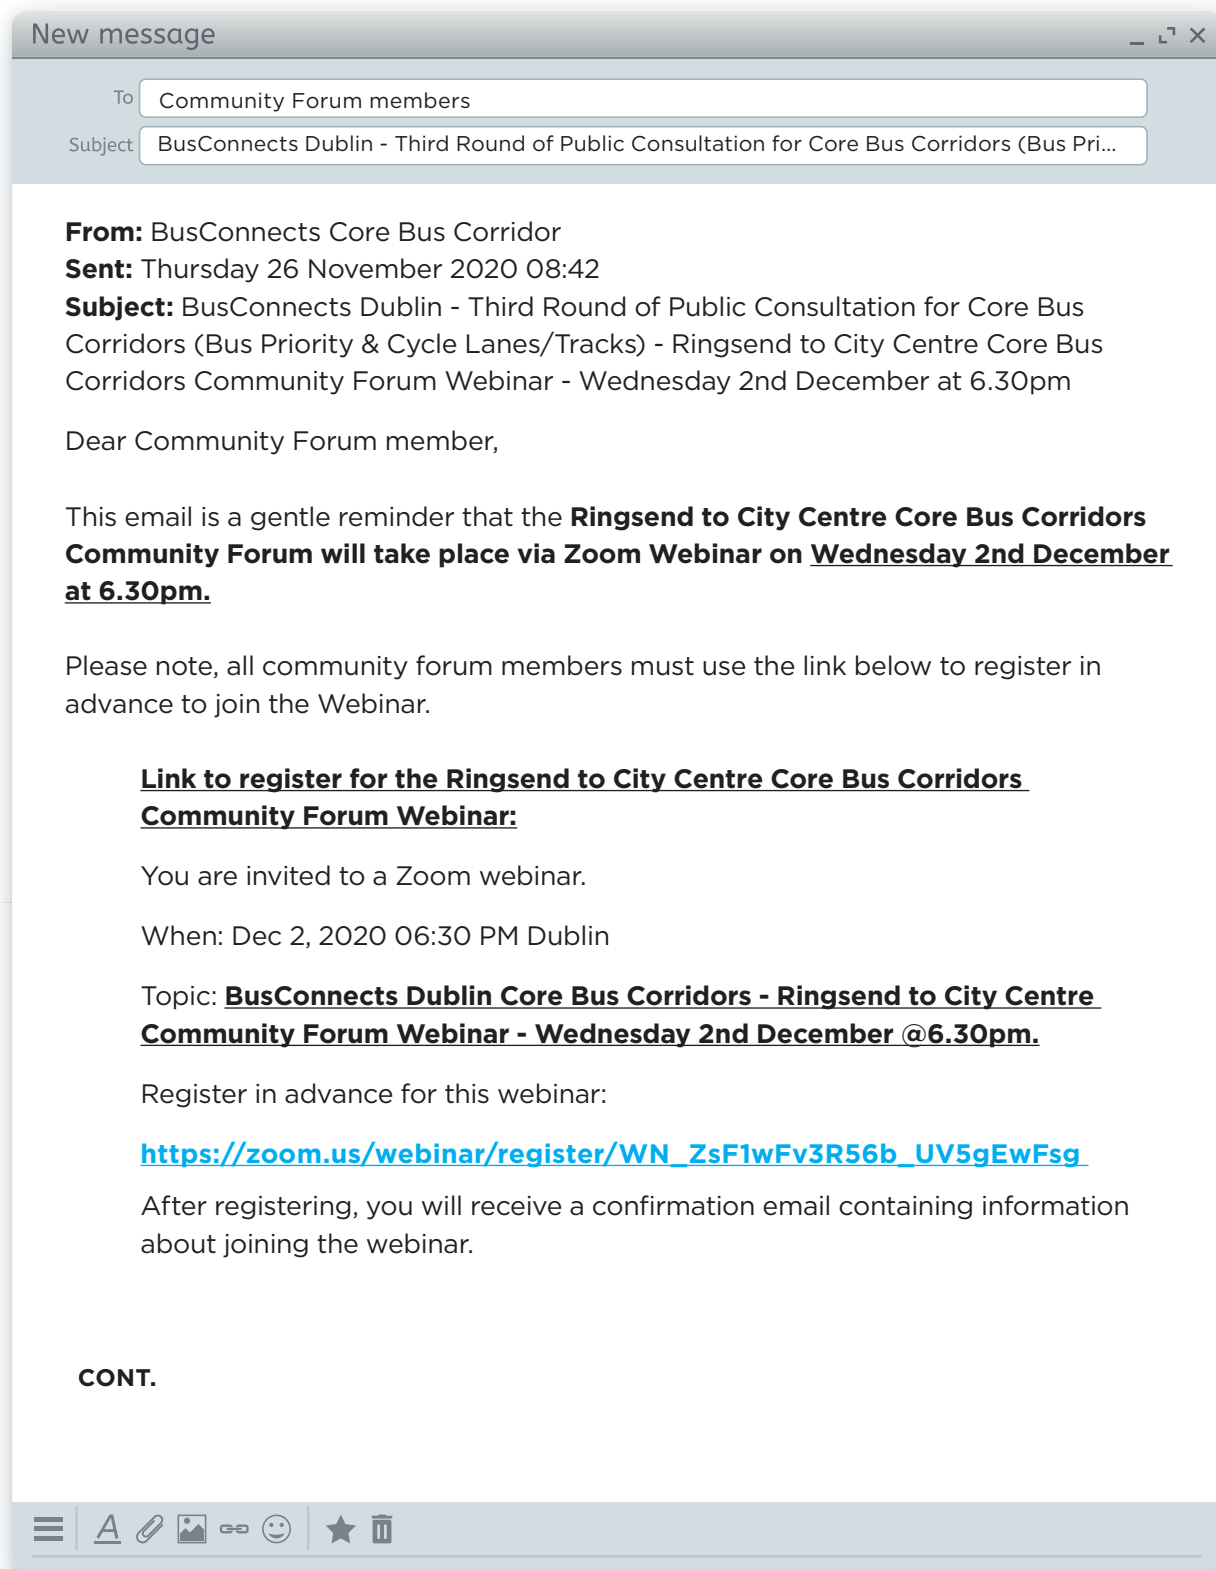 New message
To Community Forum members
Subject BusConnects Dublin - Third Round of Public Consultation for Core Bus Corridors (Bus Pri...
From: BusConnects Core Bus Corridor
Sent: Thursday 26 November 2020 08:42
Subject: BusConnects Dublin - Third Round of Public Consultation for Core Bus
Corridors (Bus Priority & Cycle Lanes/Tracks) - Ringsend to City Centre Core Bus
Corridors Community Forum Webinar - Wednesday 2nd December at 6.30pm
Dear Community Forum member,
This email is a gentle reminder that the Ringsend to City Centre Core Bus Corridors
Community Forum will take place via Zoom Webinar on Wednesday 2nd December
at 6.30pm.
Please note, all community forum members must use the link below to register in
advance to join the Webinar.
Link to register for the Ringsend to City Centre Core Bus Corridors
Community Forum Webinar:
You are invited to a Zoom webinar.
When: Dec 2, 2020 06:30 PM Dublin
Topic: BusConnects Dublin Core Bus Corridors - Ringsend to City Centre
Community Forum Webinar - Wednesday 2nd December @6.30pm.
Register in advance for this webinar:
https://zoom.us/webinar/register/WN_ZsF1wFv3R56b_UV5gEwFsg
After registering, you will receive a confirmation email containing information
about joining the webinar.
CONT.
A